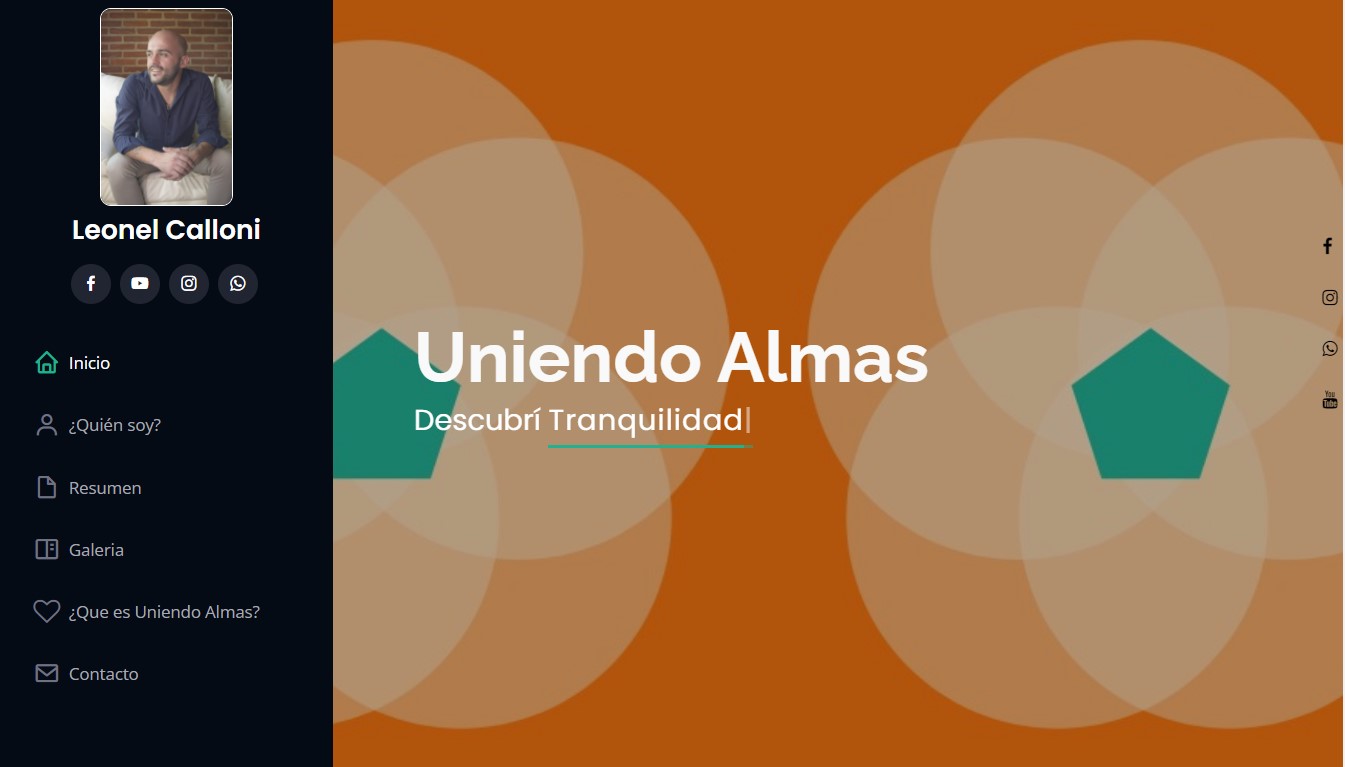 Leonel Calloni
Inicio
¿Quién soy?
Resumen
Galeria
¿Que es Uniendo Almas?
Contacto
Uniendo Almas
Descubrí Tranquilidad|
You
Tube